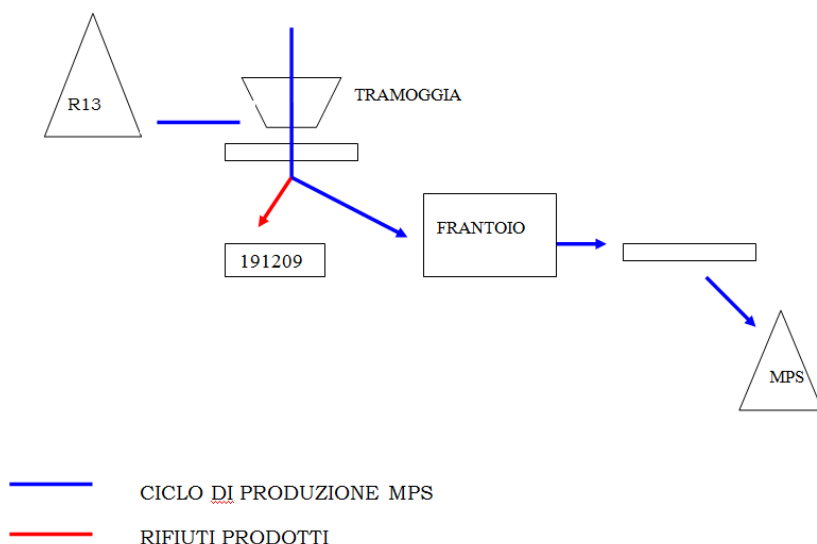 R13
TRAMOGGIA
191209
FRANTOIO
MPS
CICLO DI PRODUZIONE MPS
RIFIUTI PRODOTTI